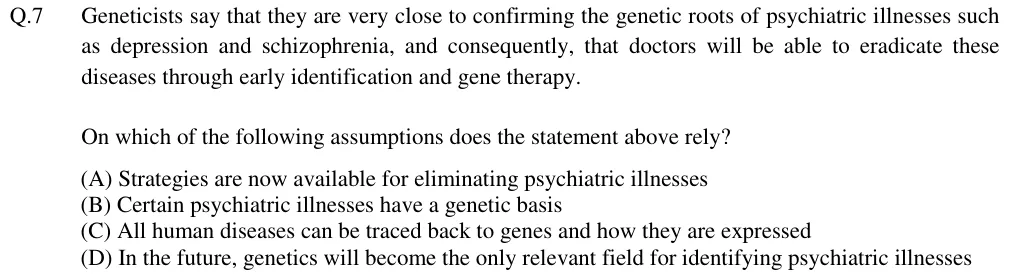 Q.7 Geneticists say that they are very close to confirming the genetic roots of psychiatric illnesses such
as depression and schizophrenia, and consequently, that doctors will be able to eradicate these
diseases through early identification and gene therapy.
On which of the following assumptions does the statement above rely?
(A) Strategies are now available for eliminating psychiatric illnesses
(B) Certain psychiatric illnesses have a genetic basis
(C) All human diseases can be traced back to genes and how they are expressed
(D) In the future, genetics will become the only relevant field for identifying psychiatric illnesses